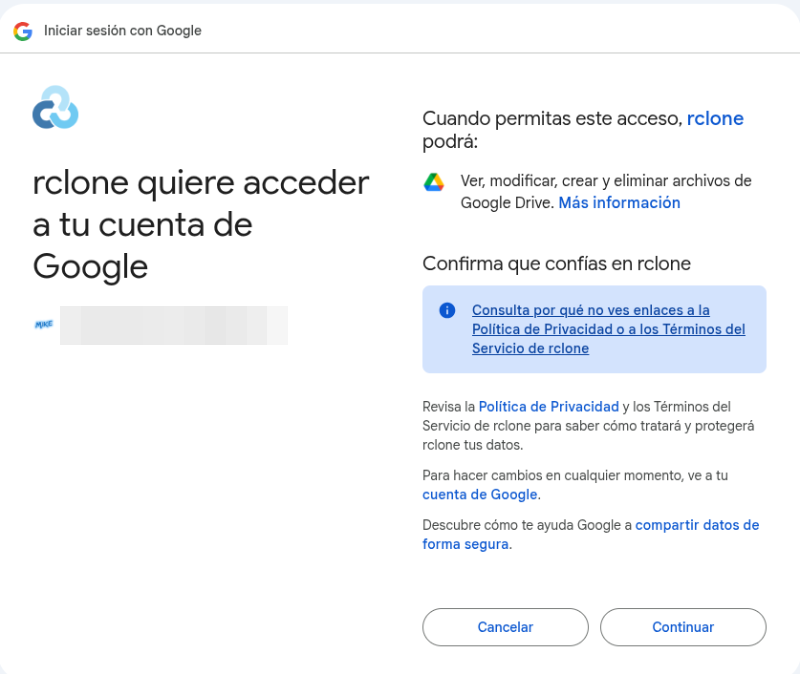 Iniciar sesión con Google
rclone quiere acceder
a tu cuenta de
Google
MIKE
Cuando permitas este acceso, rclone
podrá:
Ver, modificar, crear y eliminar archivos de
Google Drive. Más información
Confirma que confías en rclone
Consulta por qué no ves enlaces a la
Política de Privacidad o a los Términos del
Servicio de rclone
Revisa la Política de Privacidad y los Términos del
Servicio de rclone para saber cómo tratará y protegerá
rclone tus datos.
Para hacer cambios en cualquier momento, ve a tu
cuenta de Google.
Descubre cómo te ayuda Google a compartir datos de
forma segura.
Cancelar
Continuar